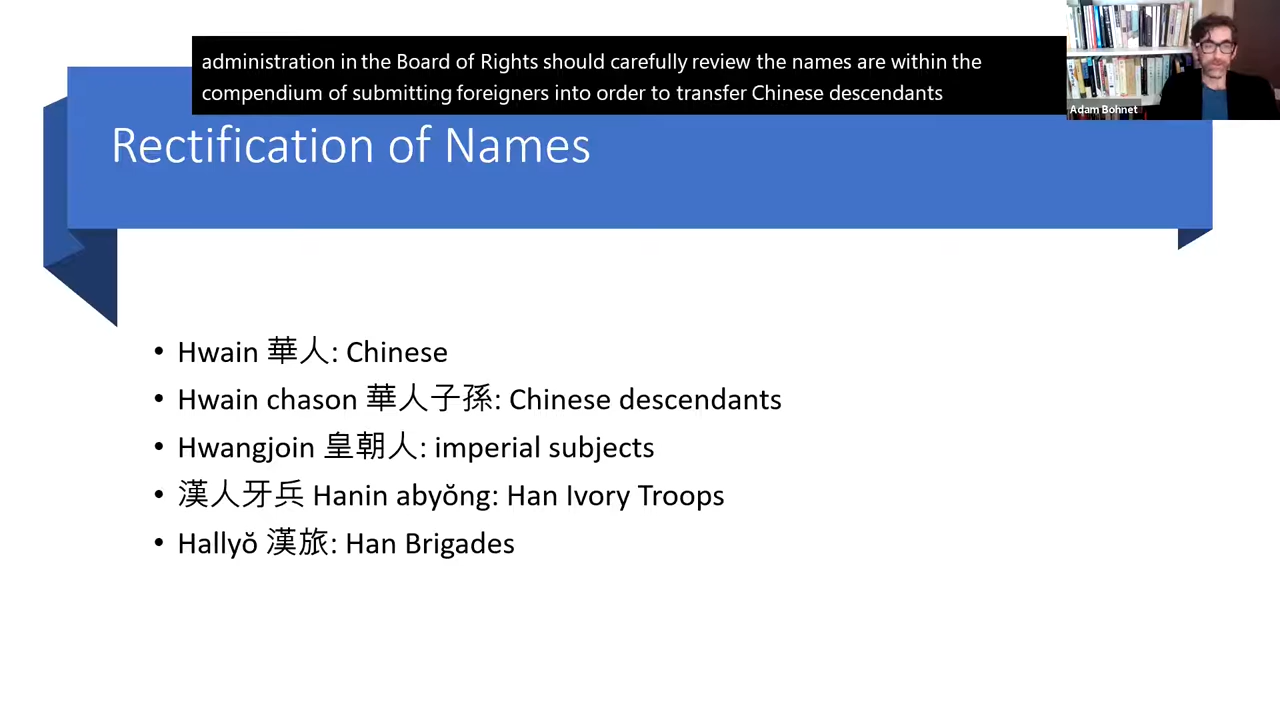 administration in the Board of Rights should carefully review the names are within the
compendium of submitting foreigners into order to transfer Chinese descendants
Adam Bohnet
Rectification of Names
• Hwain 華人: Chinese
• Hwain chason 華人子孫: Chinese descendants
• Hwangjoin 皇朝人: imperial subjects
• 漢人牙兵 Hanin abyŏng: Han Ivory Troops
• Hallyŏ 漢旅: Han Brigades